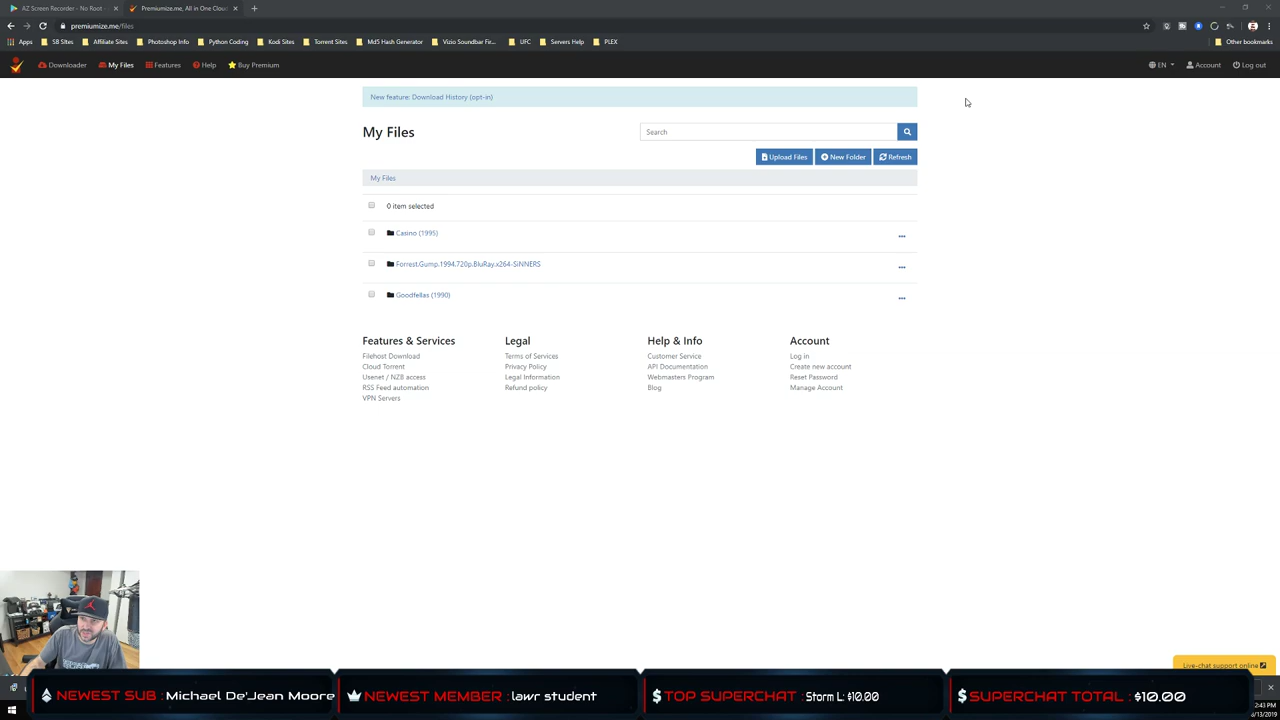 AZ Screen Recorder - No Root -
Premiumize.me, All in One Cloud
premiumize.me/files
Apps SB Sites Affiliate Sites Photoshop Info Python Coding Kodi Sites Torrent Sites Md5 Hash Generator Vizio Soundbar Fir... UFC Servers Help PLEX Other bookmarks
Downloader My Files Features Help Buy Premium EN Account Log out
New feature: Download History (opt-in)
My Files
Search
Upload Files New Folder Refresh
My Files
0 item selected
Casino (1995)
Forrest.Gump.1994.720p.BluRay.x264-SiNNERS
Goodfellas (1990)
Features & Services Legal Help & Info Account
Filehost Download Terms of Services Customer Service Log in
Cloud Torrent Privacy Policy API Documentation Create new account
Usenet / NZB access Legal Information Webmasters Program Reset Password
RSS Feed automation Refund policy Blog Manage Account
VPN Servers
Live-chat support online
NEWEST SUB : Michael De'Jean Moore NEWEST MEMBER : lawr student $ TOP SUPERCHAT : Storm L: $10.00 $ SUPERCHAT TOTAL : $10.00
2:43 PM
/13/2019